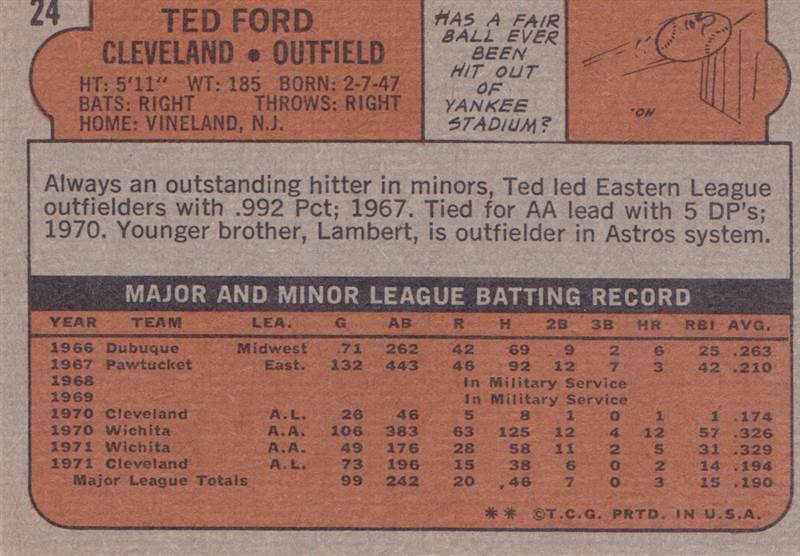 24
TED FORD
CLEVELAND • OUTFIELD
HT: 5'11" WT: 185 BORN: 2-7-47
BATS: RIGHT THROWS: RIGHT
HOME: VINELAND, N.J.
HAS A FAIR
BALL EVER
BEEN
HIT OUT
OF
YANKEE
STADIUM?
"ON
Always an outstanding hitter in minors, Ted led Eastern League
outfielders with .992 Pct; 1967. Tied for AA lead with 5 DP's;
1970. Younger brother, Lambert, is outfielder in Astros system.
MAJOR AND MINOR LEAGUE BATTING RECORD
YEAR TEAM LEA. G AB R H 2B 3B HR RBI AVG.
1966 Dubuque Midwest 71 262 42 69 9 2 6 25 .263
1967 Pawtucket East. 132 443 46 92 12 7 3 42 .210
1968 In Military Service
1969 In Military Service
1970 Cleveland A.L. 26 46 5 8 1 0 1 1 .174
1970 Wichita A.A. 106 383 63 125 12 4 12 57 .326
1971 Wichita A.A. 49 176 28 58 11 2 5 31 .329
1971 Cleveland A.L. 73 196 15 38 6 0 2 14 .194
Major League Totals 99 242 20 46 7 0 3 15 .190
** ©T.C.G. PRTD. IN U.S.A.